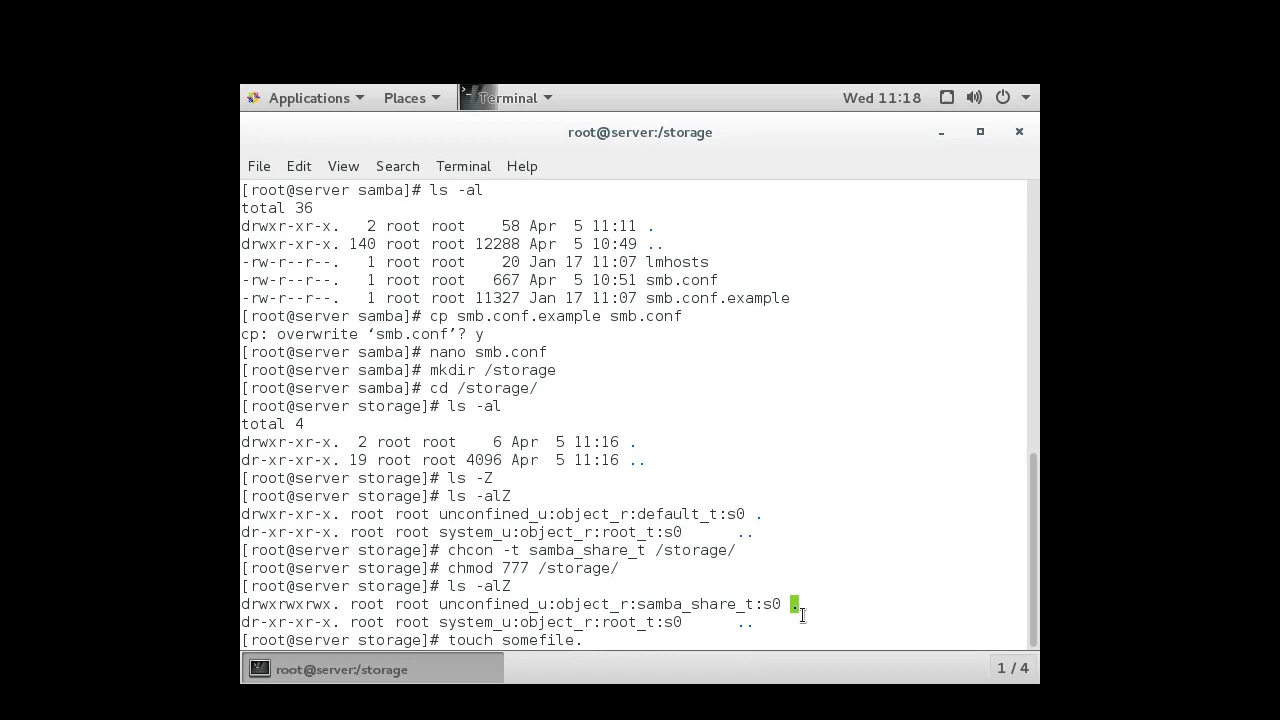 Applications Places Terminal Wed 11:18
root@server:/storage
File Edit View Search Terminal Help
[root@server samba]# ls -al
total 36
drwxr-xr-x.   2 root root    58 Apr  5 11:11 .
drwxr-xr-x. 140 root root 12288 Apr  5 10:49 ..
-rw-r--r--.   1 root root    20 Jan 17 11:07 lmhosts
-rw-r--r--.   1 root root   667 Apr  5 10:51 smb.conf
-rw-r--r--.   1 root root 11327 Jan 17 11:07 smb.conf.example
[root@server samba]# cp smb.conf.example smb.conf
cp: overwrite ‘smb.conf’? y
[root@server samba]# nano smb.conf
[root@server samba]# mkdir /storage
[root@server samba]# cd /storage/
[root@server storage]# ls -al
total 4
drwxr-xr-x.  2 root root    6 Apr  5 11:16 .
dr-xr-xr-x. 19 root root 4096 Apr  5 11:16 ..
[root@server storage]# ls -Z
[root@server storage]# ls -alZ
drwxr-xr-x. root root unconfined_u:object_r:default_t:s0 .
dr-xr-xr-x. root root system_u:object_r:root_t:s0      ..
[root@server storage]# chcon -t samba_share_t /storage/
[root@server storage]# chmod 777 /storage/
[root@server storage]# ls -alZ
drwxrwxrwx. root root unconfined_u:object_r:samba_share_t:s0 .
dr-xr-xr-x. root root system_u:object_r:root_t:s0      ..
[root@server storage]# touch somefile.
root@server:/storage 1 / 4